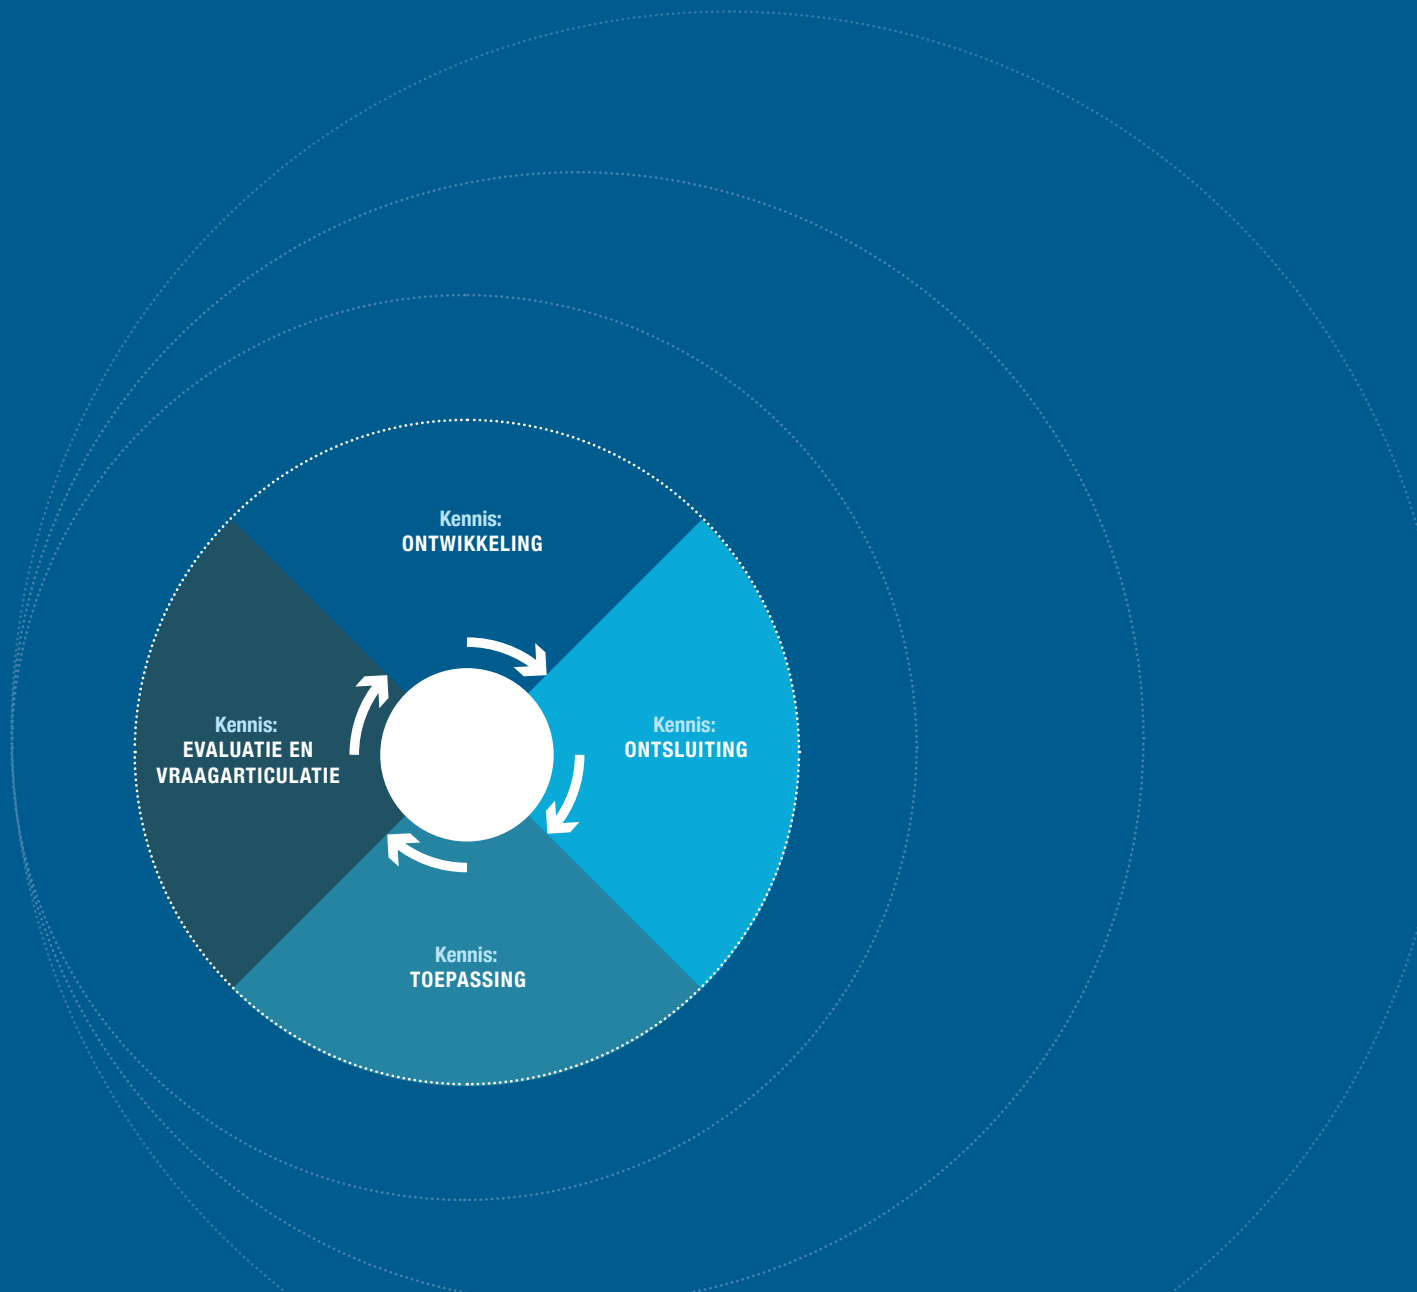 Kennis:
ONTWIKKELING
Kennis:
ONTSLUITING
Kennis:
TOEPASSING
Kennis:
EVALUATIE EN
VRAAGARTICULATIE